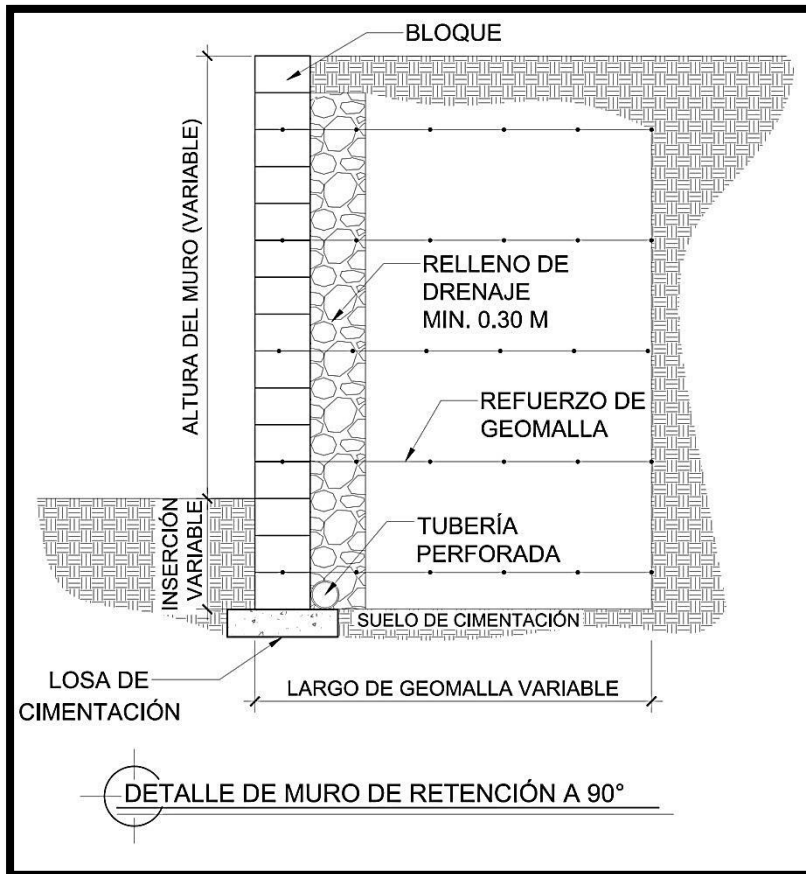 BLOQUE
ALTURA DEL MURO (VARIABLE)
RELLENO DE
DRENAJE
MIN. 0.30 M
REFUERZO DE
GEOMALLA
INSERCIÓN
VARIABLE
TUBERÍA
PERFORADA
SUELO DE CIMENTACIÓN
LOSA DE
CIMENTACIÓN
LARGO DE GEOMALLA VARIABLE
DETALLE DE MURO DE RETENCIÓN A 90°